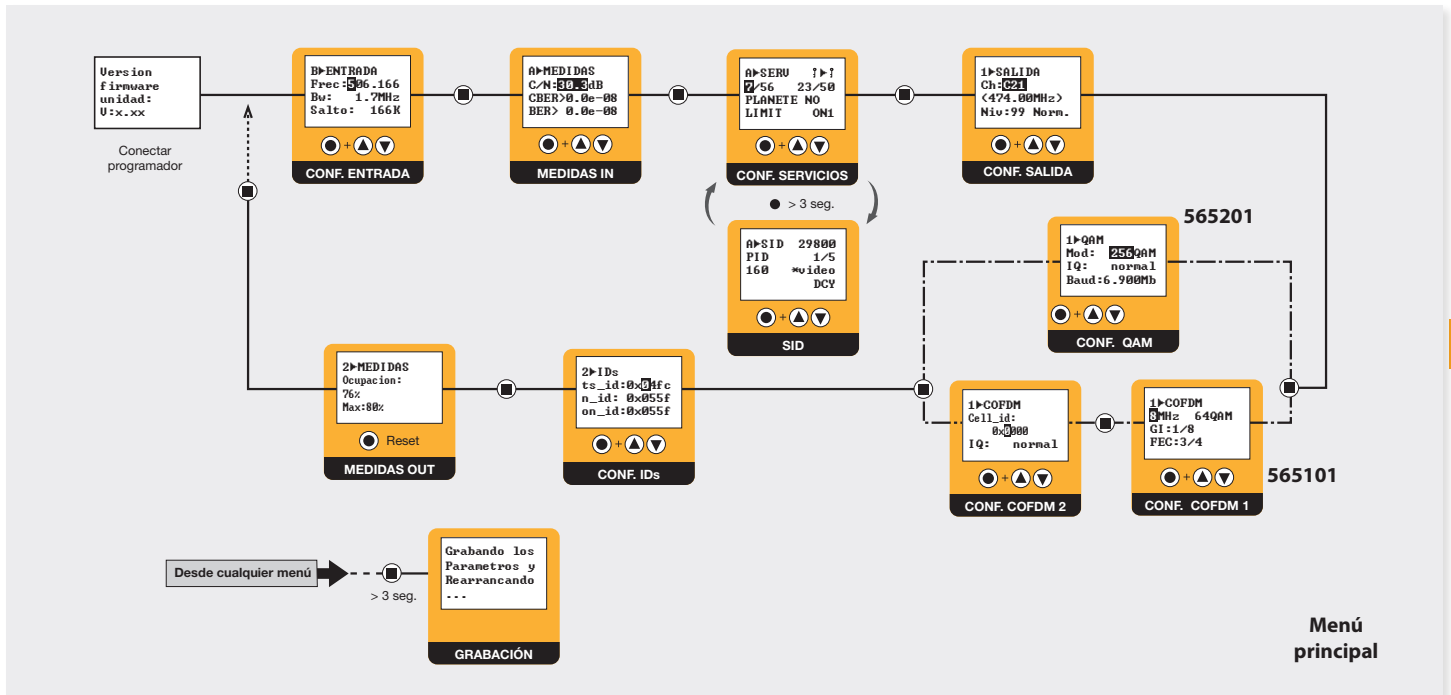 Version
firmware
unidad:
V:x.xx
Conectar
programador
B▶ENTRADA
Frec:506.166
Bw: 1.7MHz
Salto: 166K
+
CONF. ENTRADA
A▶MEDIDAS
C/N:30.3dB
CBER>0.0e-08
BER> 0.0e-08
+
MEDIDAS IN
A▶SERV
7/56 23/50
PLANETE NO
LIMIT ON1
+
CONF. SERVICIOS
> 3 seg.
A▶SID 29800
PID 1/5
160 *video
DCY
+
SID
1▶SALIDA
Ch:C21
(474.00MHz)
Niv:99 Norm.
+
CONF. SALIDA
565201
1▶QAM
Mod: 256QAM
IQ: normal
Baud:6.900Mb
+
CONF. QAM
1▶COFDM
8MHz 64QAM
GI:1/8
FEC:3/4
+
CONF. COFDM 1
565101
1▶COFDM
Cell_id:
0x0000
IQ: normal
+
CONF. COFDM 2
2▶IDs
ts_id:0x04fc
n_id: 0x055f
on_id:0x055f
+
CONF. IDs
2▶MEDIDAS
Ocupacion:
76%
Max:80%
Reset
MEDIDAS OUT
Desde cualquier menú
> 3 seg.
Grabando los
Parametros y
Rearrancando
...
GRABACIÓN
Menú
principal